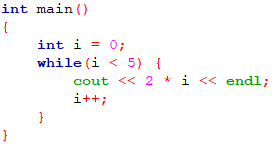 int main()
{
    int i = 0;
    while(i < 5) {
        cout << 2 * i << endl;
        i++;
    }
}